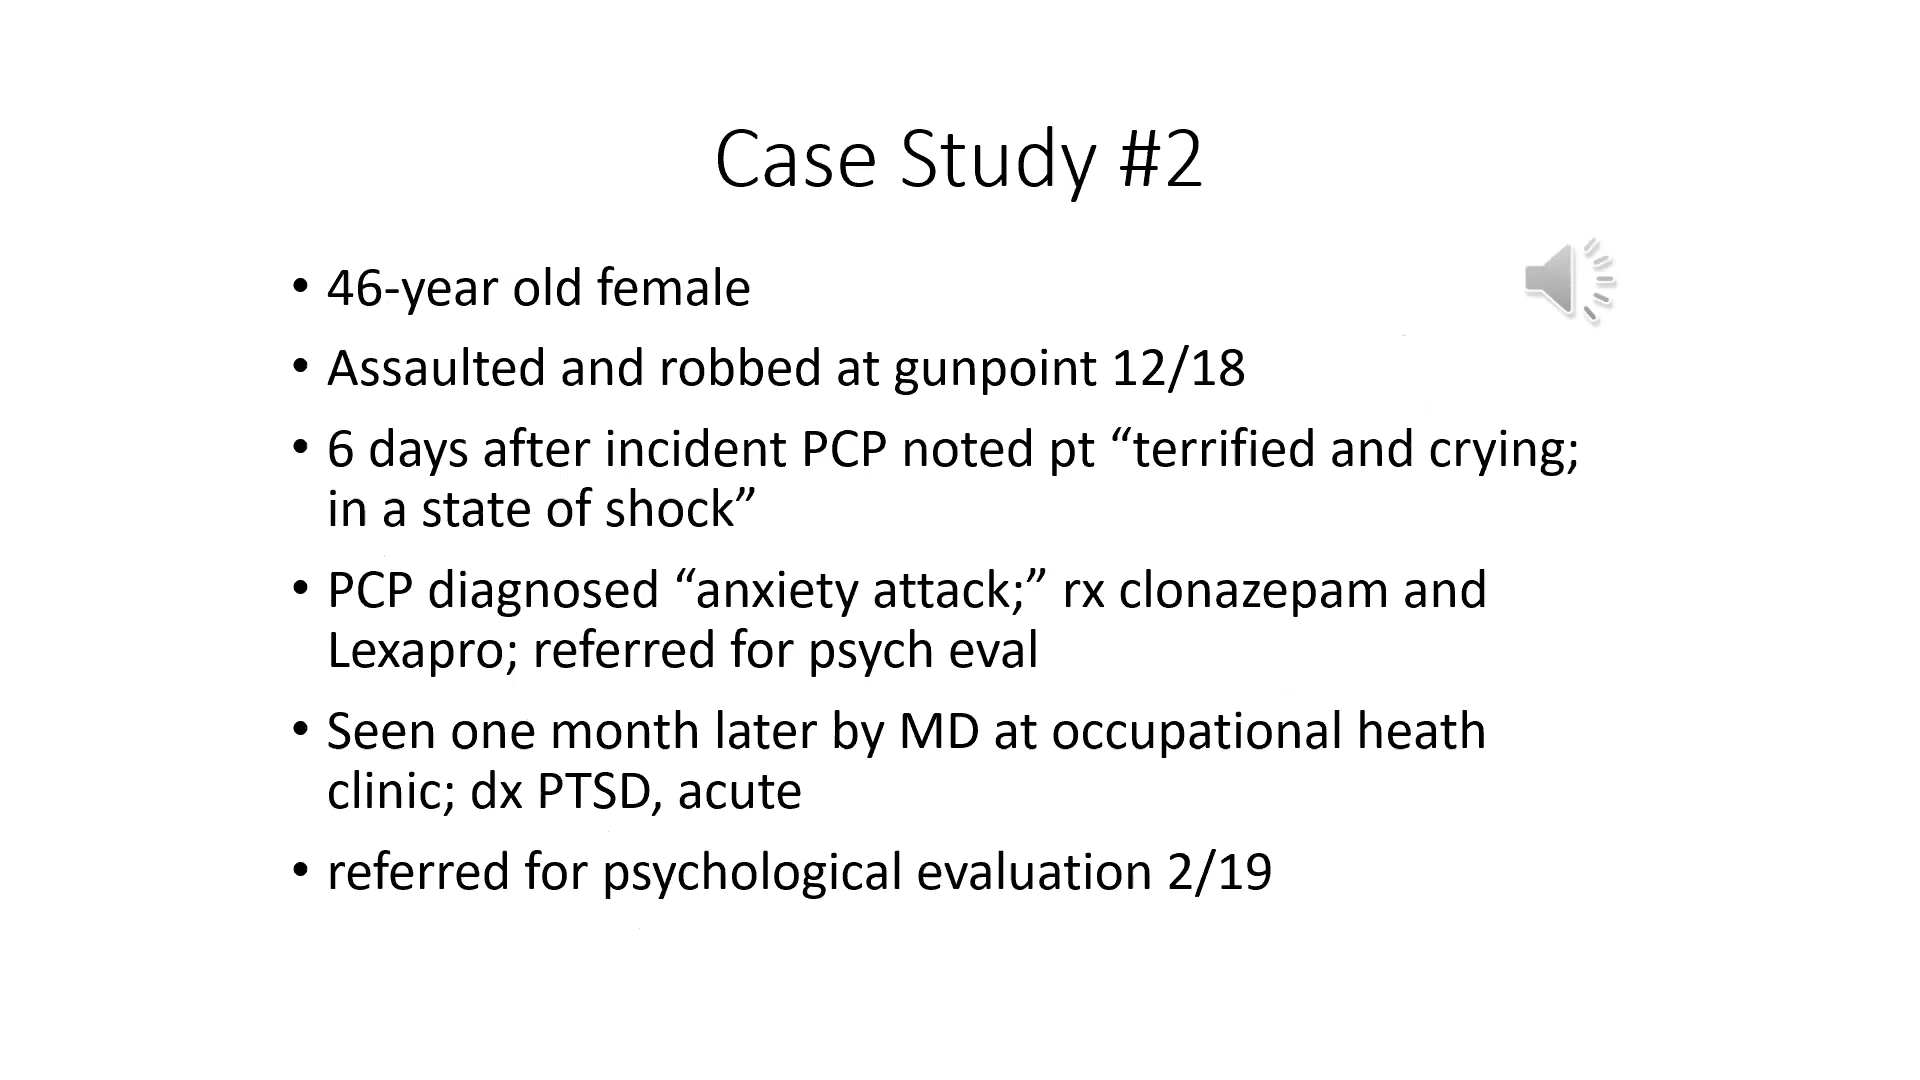 Case Study #2
• 46-year old female
• Assaulted and robbed at gunpoint 12/18
• 6 days after incident PCP noted pt “terrified and crying;
in a state of shock”
• PCP diagnosed “anxiety attack;” rx clonazepam and
Lexapro; referred for psych eval
• Seen one month later by MD at occupational heath
clinic; dx PTSD, acute
• referred for psychological evaluation 2/19